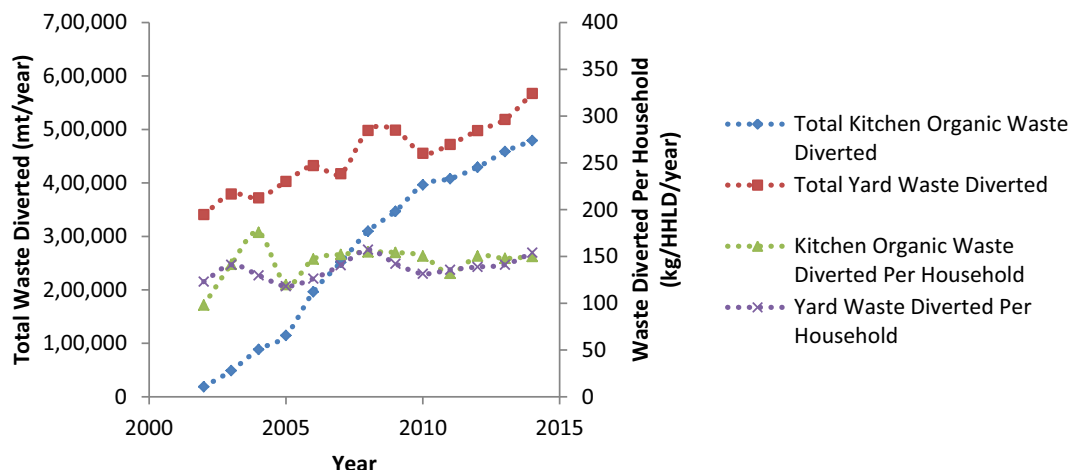 7,00,000
6,00,000
5,00,000
4,00,000
3,00,000
2,00,000
1,00,000
0
Total Waste Diverted (mt/year)
2000
2005
2010
2015
Year
400
350
300
250
200
150
100
50
0
Waste Diverted Per Household
(kg/HHLD/year)
Total Kitchen Organic Waste
Diverted
Total Yard Waste Diverted
Kitchen Organic Waste
Diverted Per Household
Yard Waste Diverted Per
Household